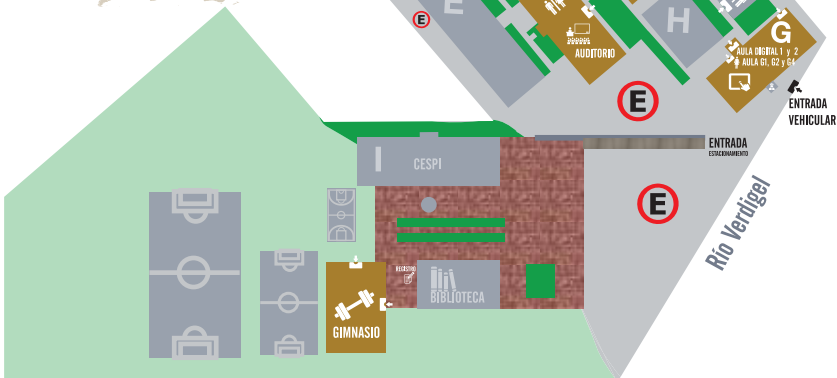 E
E
AUDITORIO
H
G
AULA DIGITAL 1 y 2
AULA G1, G2 y G4
ENTRADA
VEHICULAR
E
ENTRADA
ESTACIONAMIENTO
I
CESPI
E
Río Verdigel
REGISTRO
BIBLIOTECA
GIMNASIO